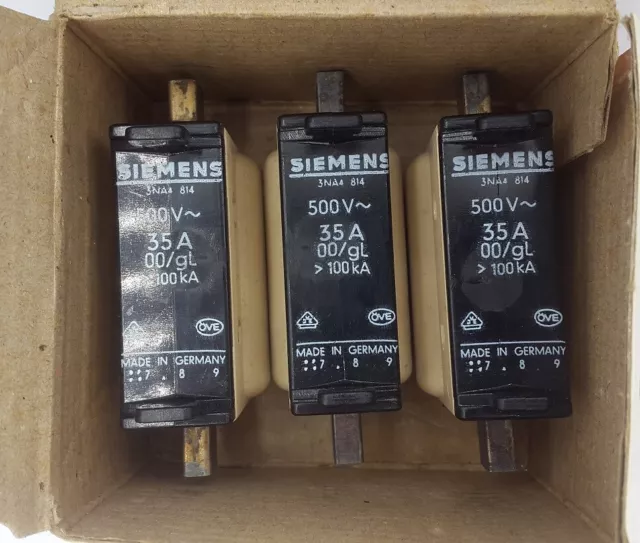 SIEMENS
3NA4 814
500V~
35A
00/gL
>100kA
ÖVE
MADE IN GERMANY
7 . 8 9
SIEMENS
3NA4 814
500V~
35A
00/gL
>100kA
ÖVE
MADE IN GERMANY
7 . 8 9
SIEMENS
3NA4 814
500V~
35A
00/gL
>100kA
ÖVE
MADE IN GERMANY
7 . 8 9